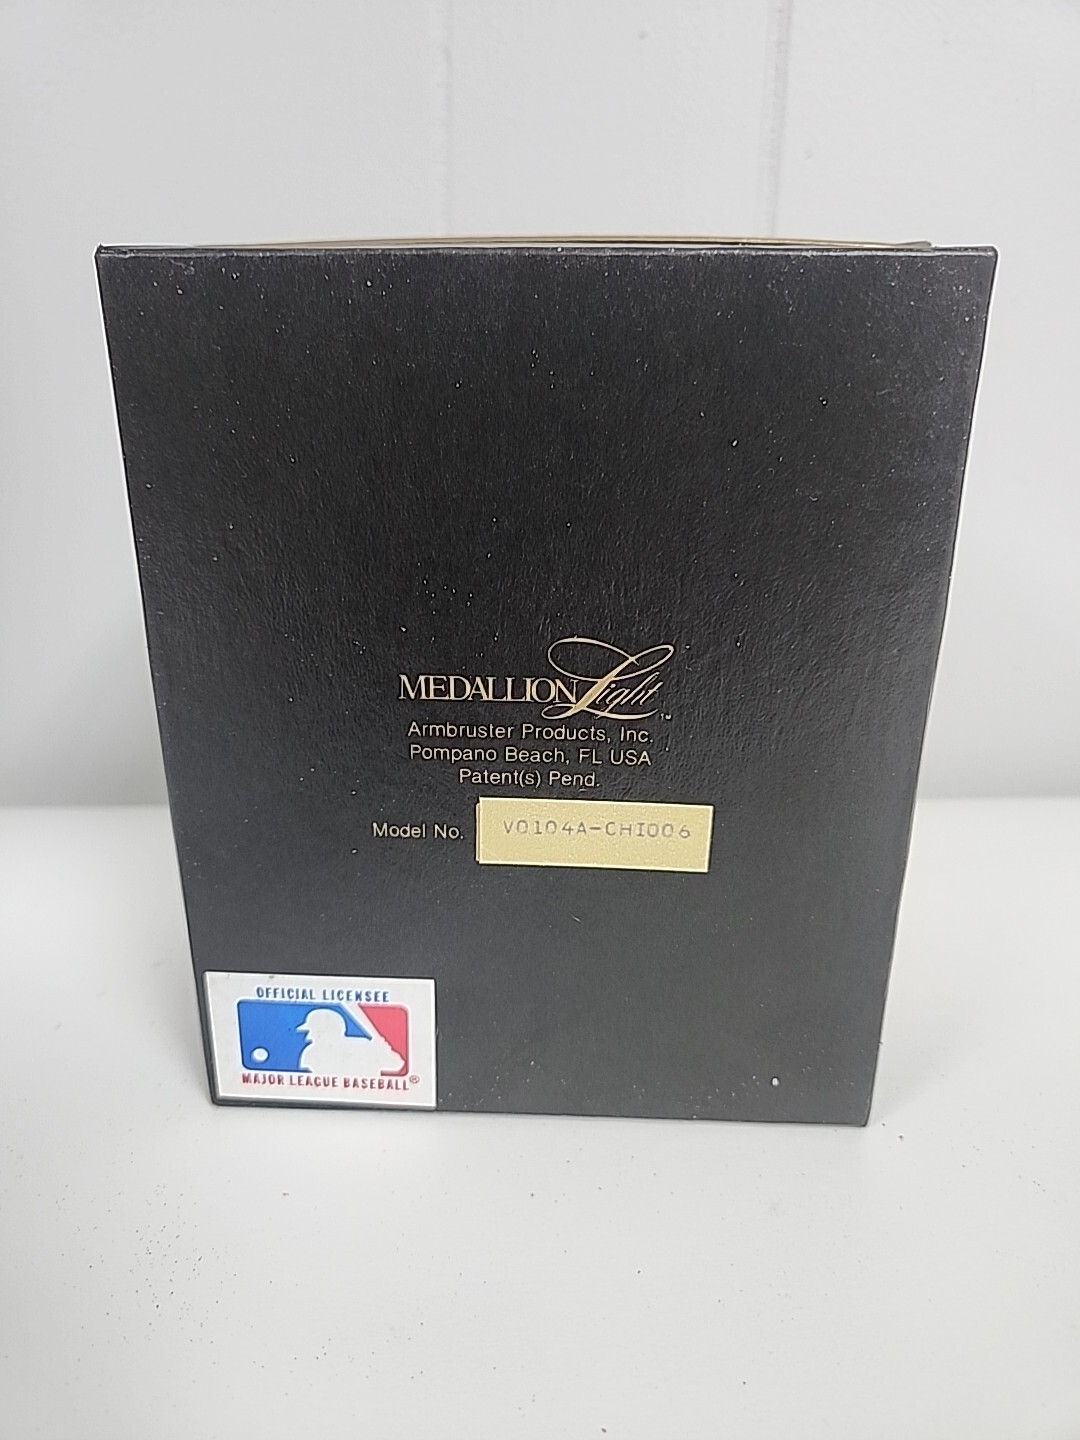 MEDALLION Light ™
Armbruster Products, Inc.
Pompano Beach, FL USA
Patent(s) Pend.
Model No. V0104A-CHI006
OFFICIAL LICENSEE
MAJOR LEAGUE BASEBALL®